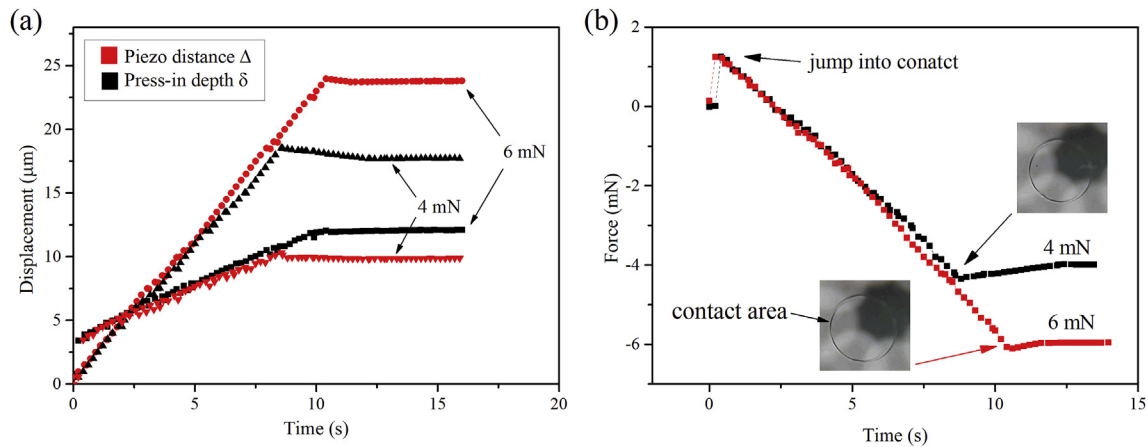 (a)
Piezo distance Δ
Press-in depth δ
25
20
15
10
5
0
Displacement (μm)
6 mN
4 mN
0
5
10
15
20
Time (s)
(b)
2
0
-2
-4
-6
Force (mN)
jump into conatct
4 mN
contact area
6 mN
0
5
10
15
Time (s)